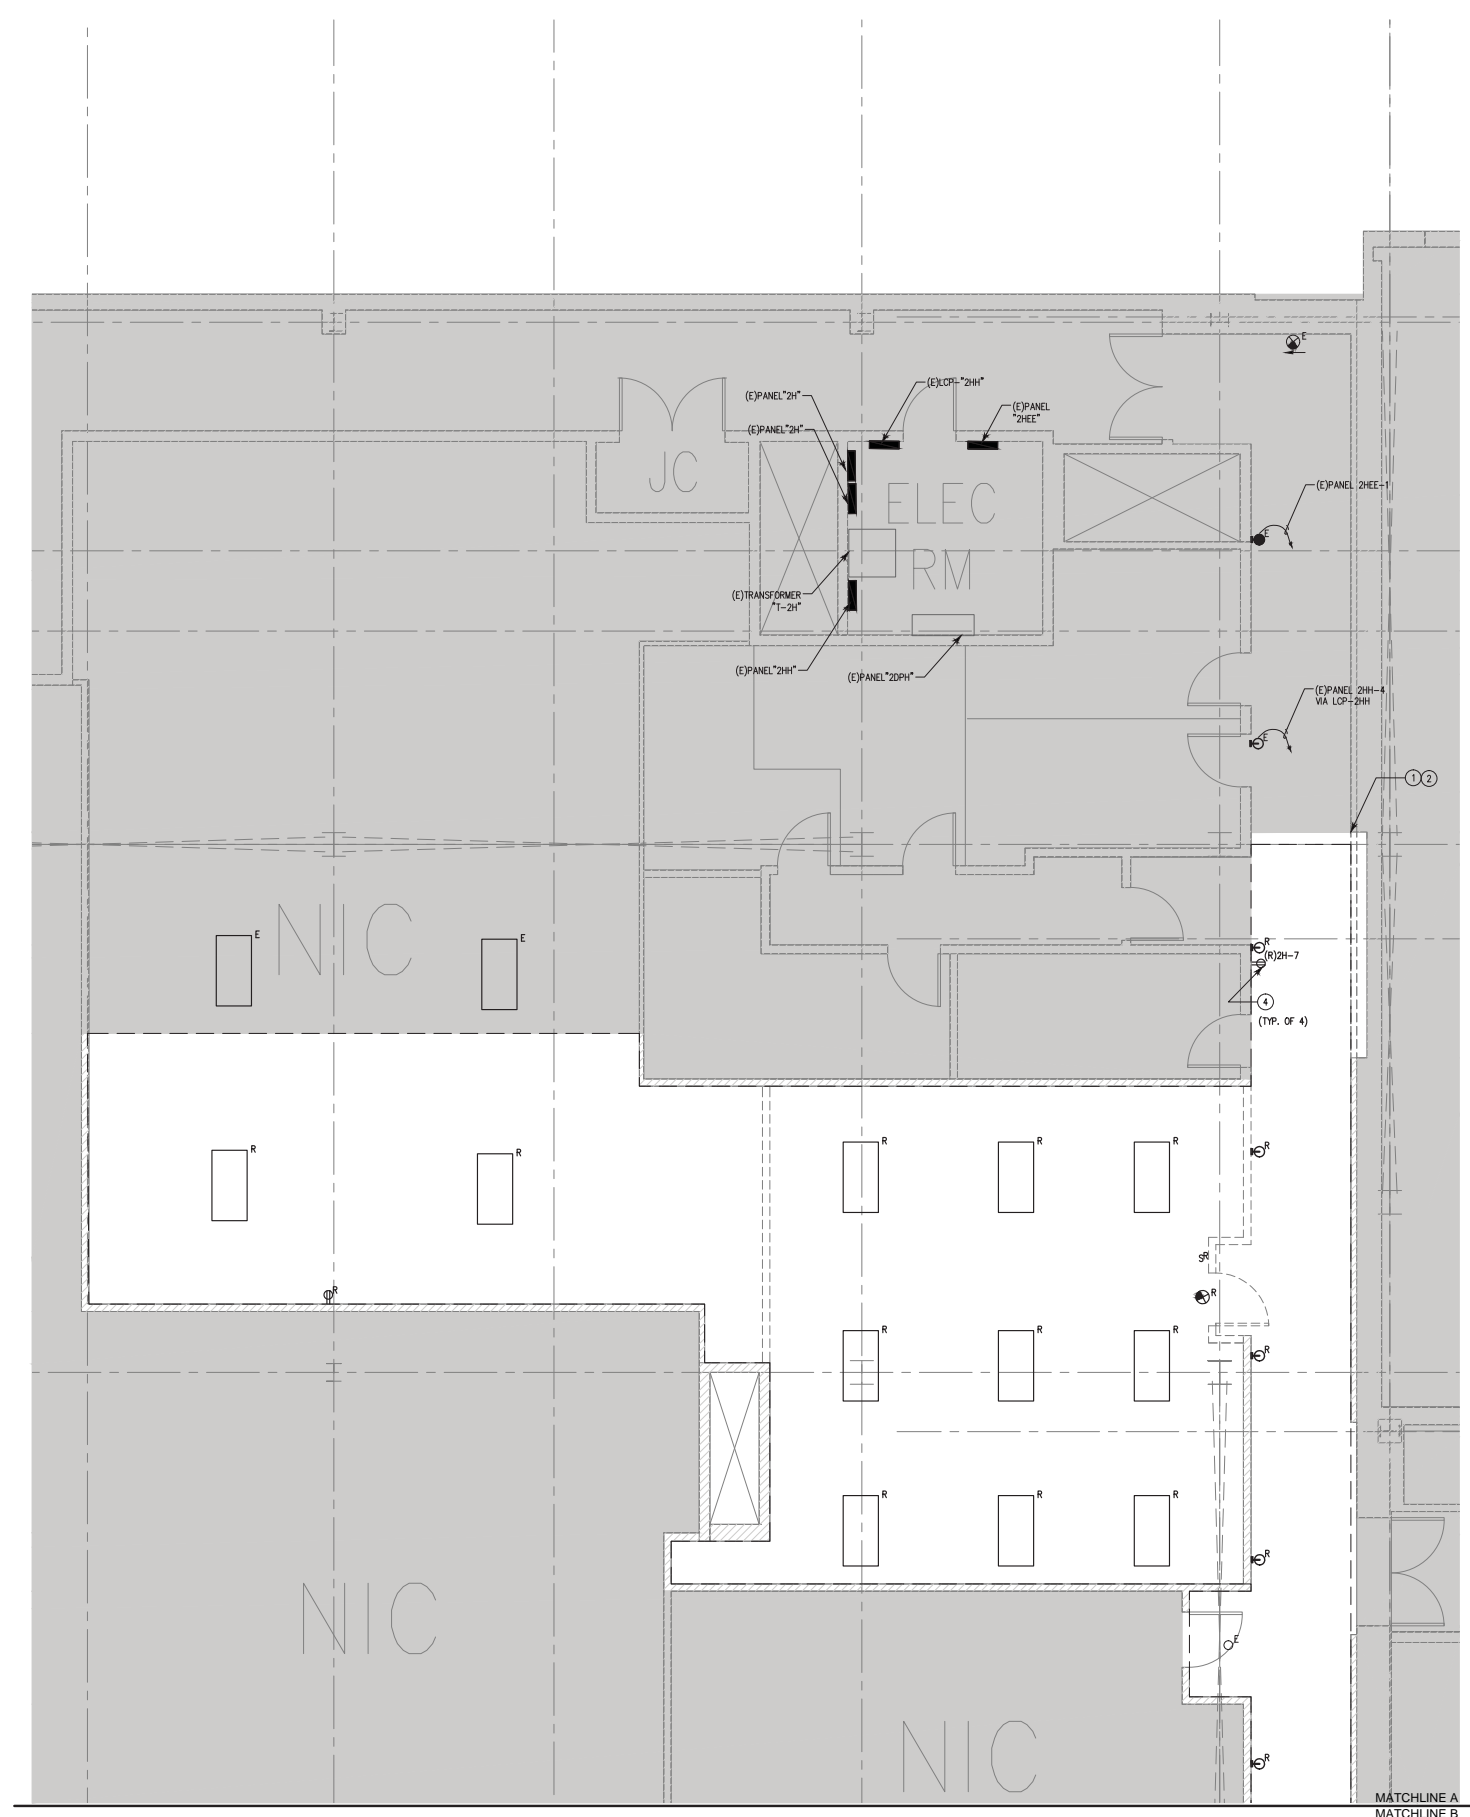 E
(E)LCP-"2HH"
(E)PANEL"2H"
(E)PANEL
"2HEE"
(E)PANEL"2H"
JC
ELEC
RM
(E)PANEL 2HEE-1
E
(E)TRANSFORMER
"T-2H"
(E)PANEL"2HH"
(E)PANEL"2DPH"
(E)PANEL 2HH-4
VIA LCP-2HH
E
1 2
NIC
E
E
R
(R)2H-7
4
(TYP. OF 4)
R
R
R
R
R
R
SR
R
R
R
R
R
R
R
R
R
R
NIC
E
NIC
R
MATCHLINE A
MATCHLINE B